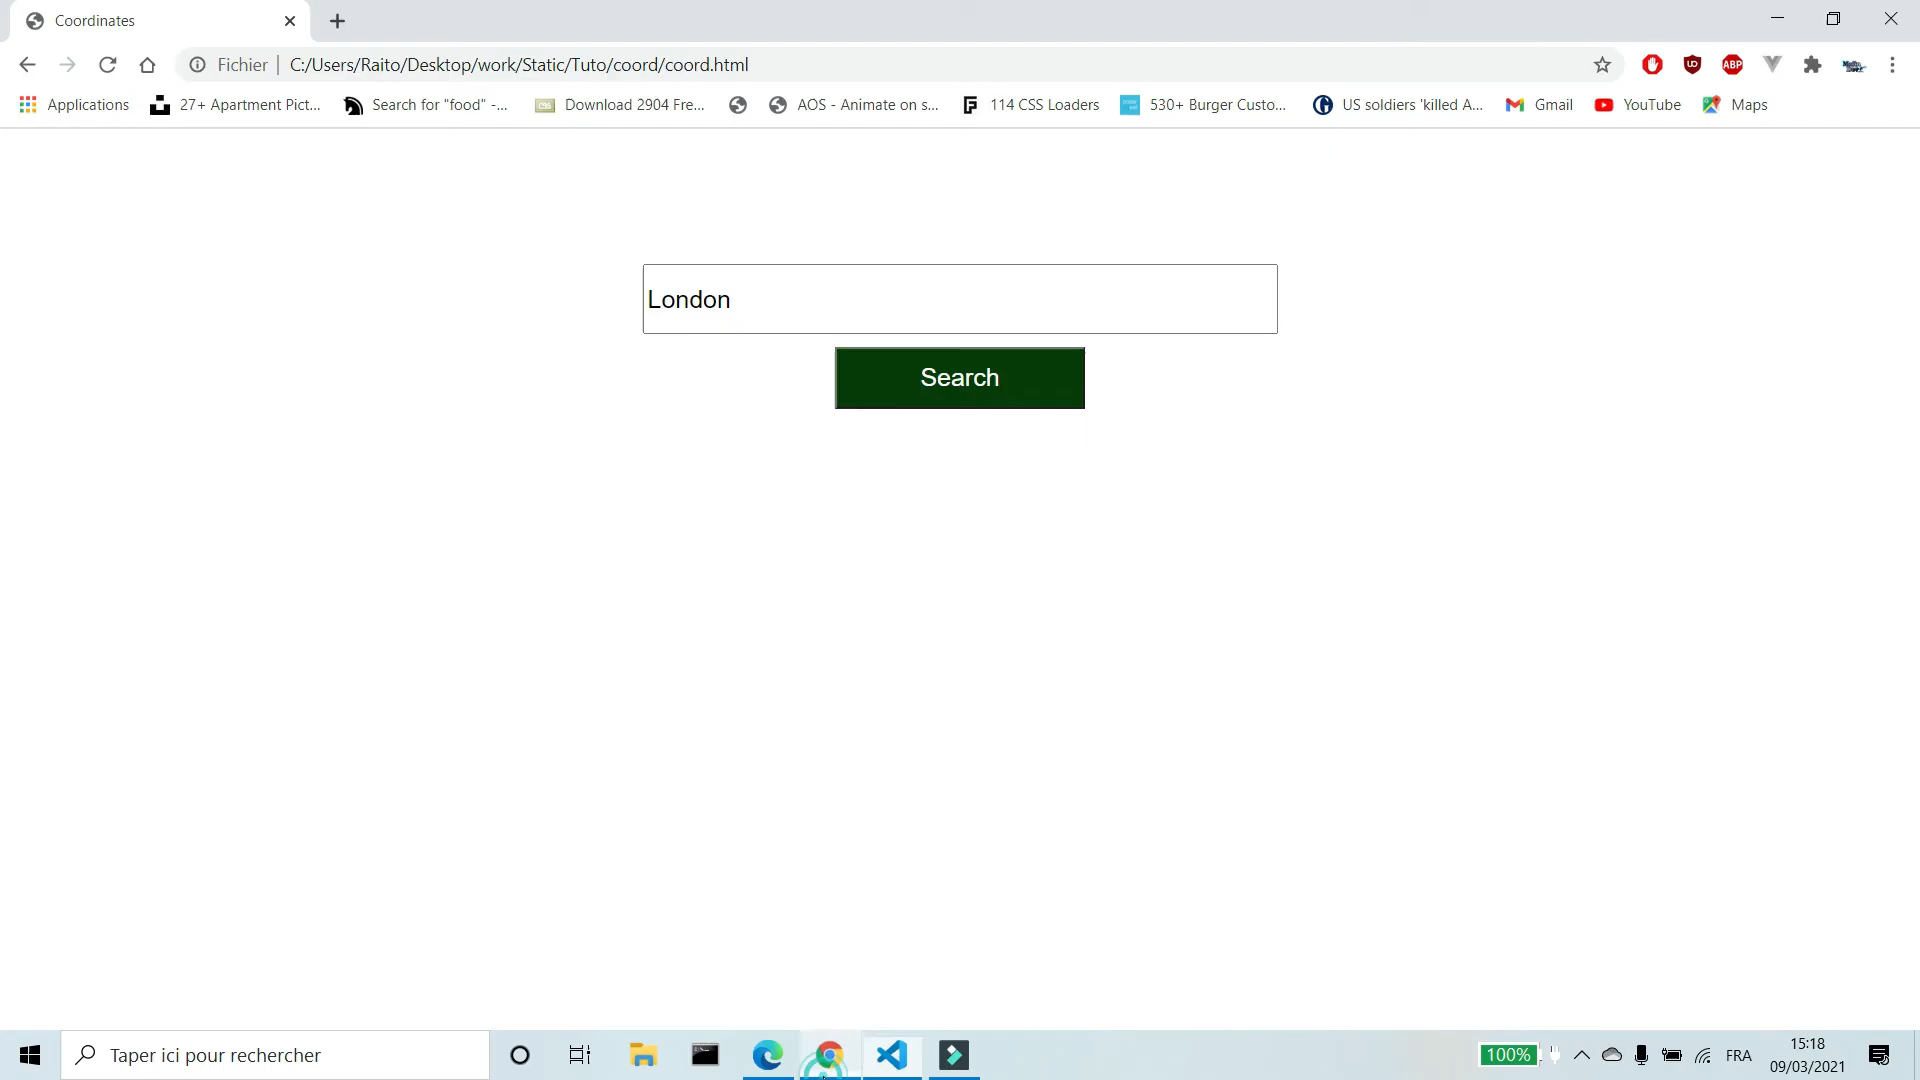 Coordinates
Fichier C:/Users/Raito/Desktop/work/Static/Tuto/coord/coord.html
UD
ABP
Applications 27+ Apartment Pict... Search for "food" -... Download 2904 Fre... AOS - Animate on s... 114 CSS Loaders 530+ Burger Custo... US soldiers 'killed A... Gmail YouTube Maps
London
Search
Taper ici pour rechercher
100%
FRA
15:18
09/03/2021